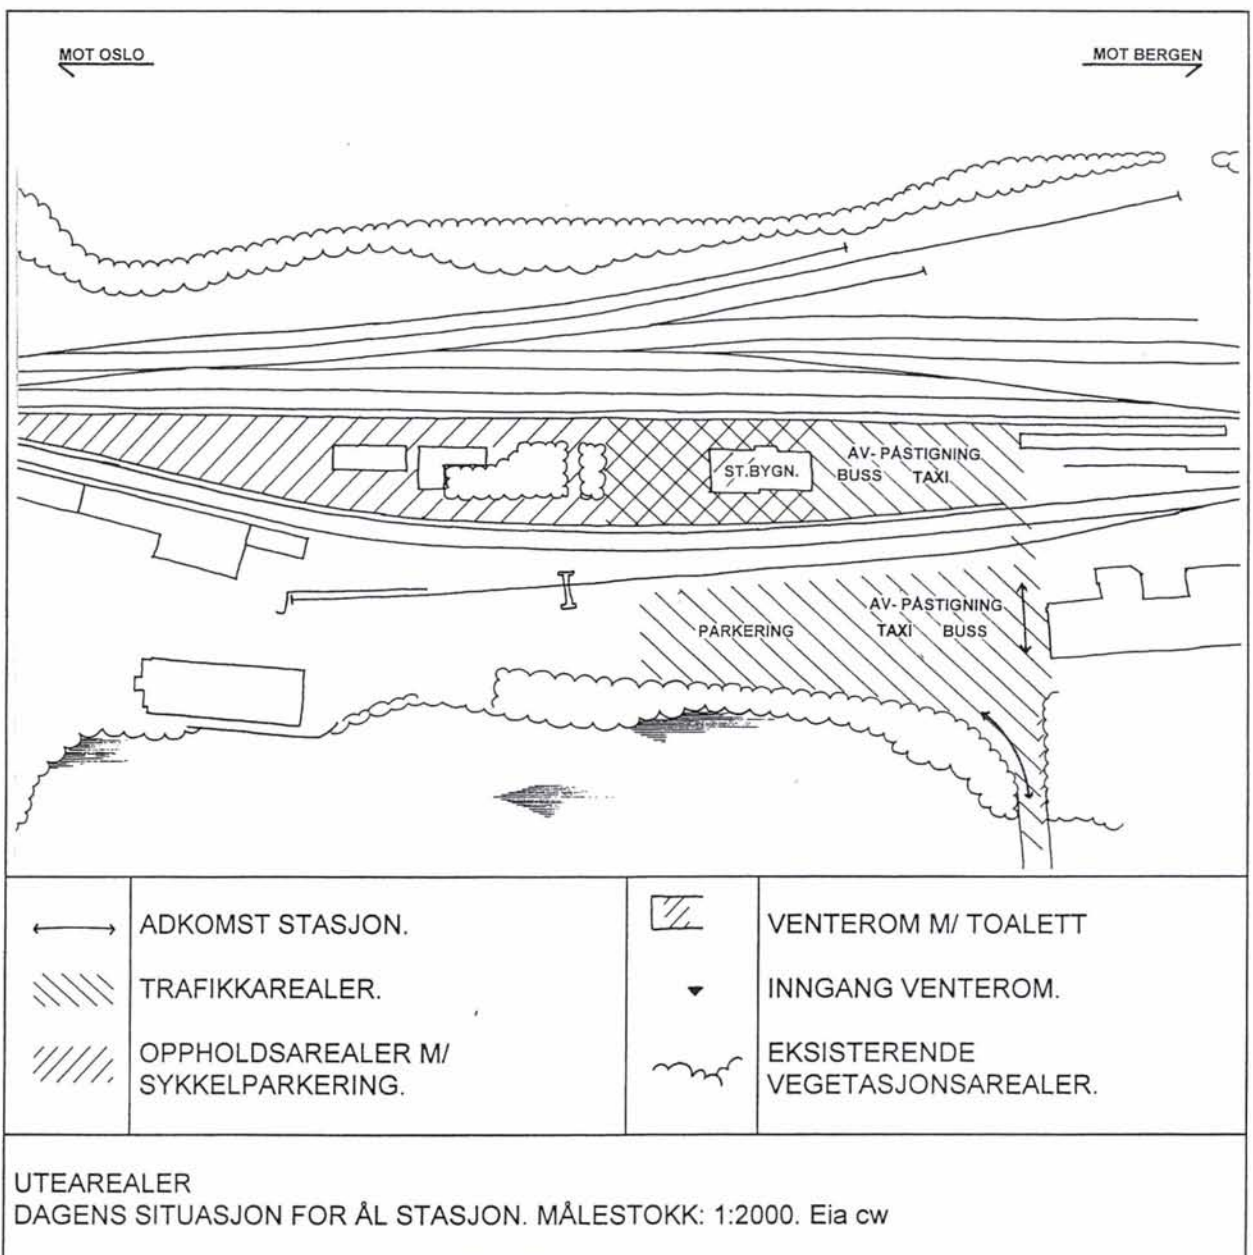 MOT OSLO
MOT BERGEN
AV- PÅSTIGNING
ST.BYGN.
BUSS TAXI
AV- PÅSTIGNING
PARKERING
TAXI BUSS
ADKOMST STASJON.
TRAFIKKAREALER.
OPPHOLDSAREALER M/
SYKKELPARKERING.
VENTEROM M/ TOALETT
INNGANG VENTEROM.
EKSISTERENDE
VEGETASJONSAREALER.
UTEAREALER
DAGENS SITUASJON FOR ÅL STASJON. MÅLESTOKK: 1:2000. Eia cw